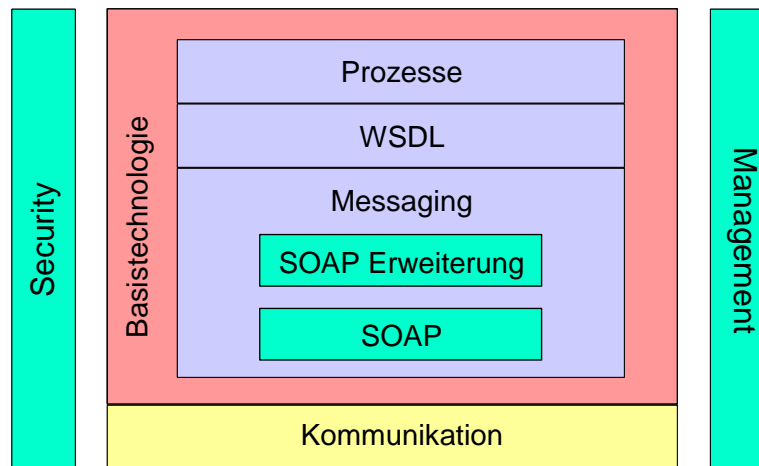 Security
Basistechnologie
Prozesse
WSDL
Messaging
SOAP Erweiterung
SOAP
Kommunikation
Management